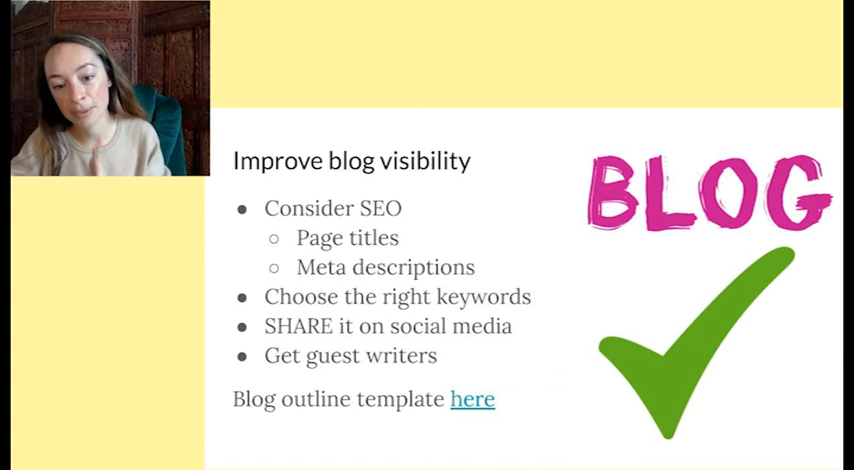 Improve blog visibility
● Consider SEO
○ Page titles
○ Meta descriptions
● Choose the right keywords
● SHARE it on social media
● Get guest writers
Blog outline template here
BLOG